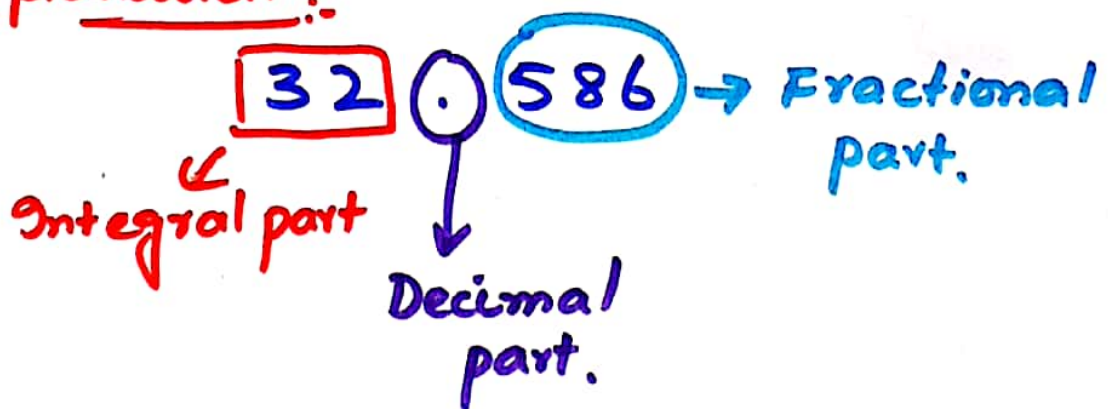 32 . 586 → Fractional
part.
Integral part
Decimal
part.